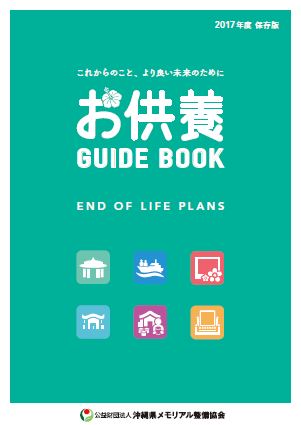 2017年度 保存版
これからのこと、より良い未来のために
お供養
GUIDE BOOK
END OF LIFE PLANS
公益財団法人 沖縄県メモリアル整備協会